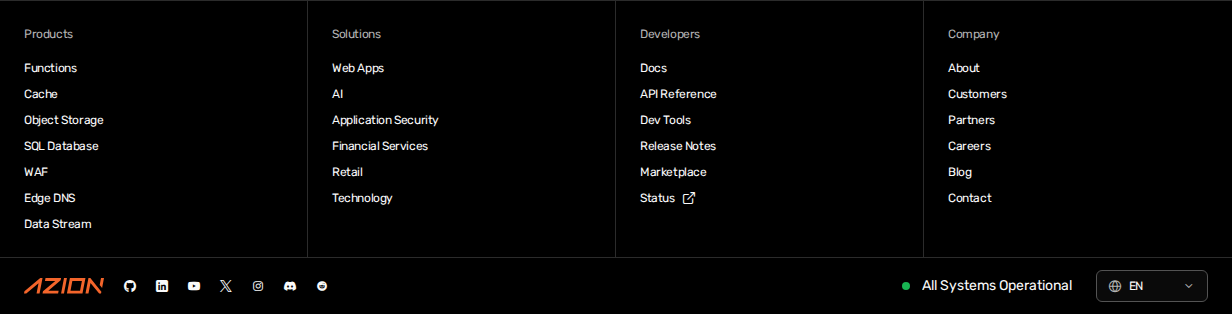 Products
Functions
Cache
Object Storage
SQL Database
WAF
Edge DNS
Data Stream
Solutions
Web Apps
AI
Application Security
Financial Services
Retail
Technology
Developers
Docs
API Reference
Dev Tools
Release Notes
Marketplace
Status
Company
About
Customers
Partners
Careers
Blog
Contact
AZION
All Systems Operational
EN